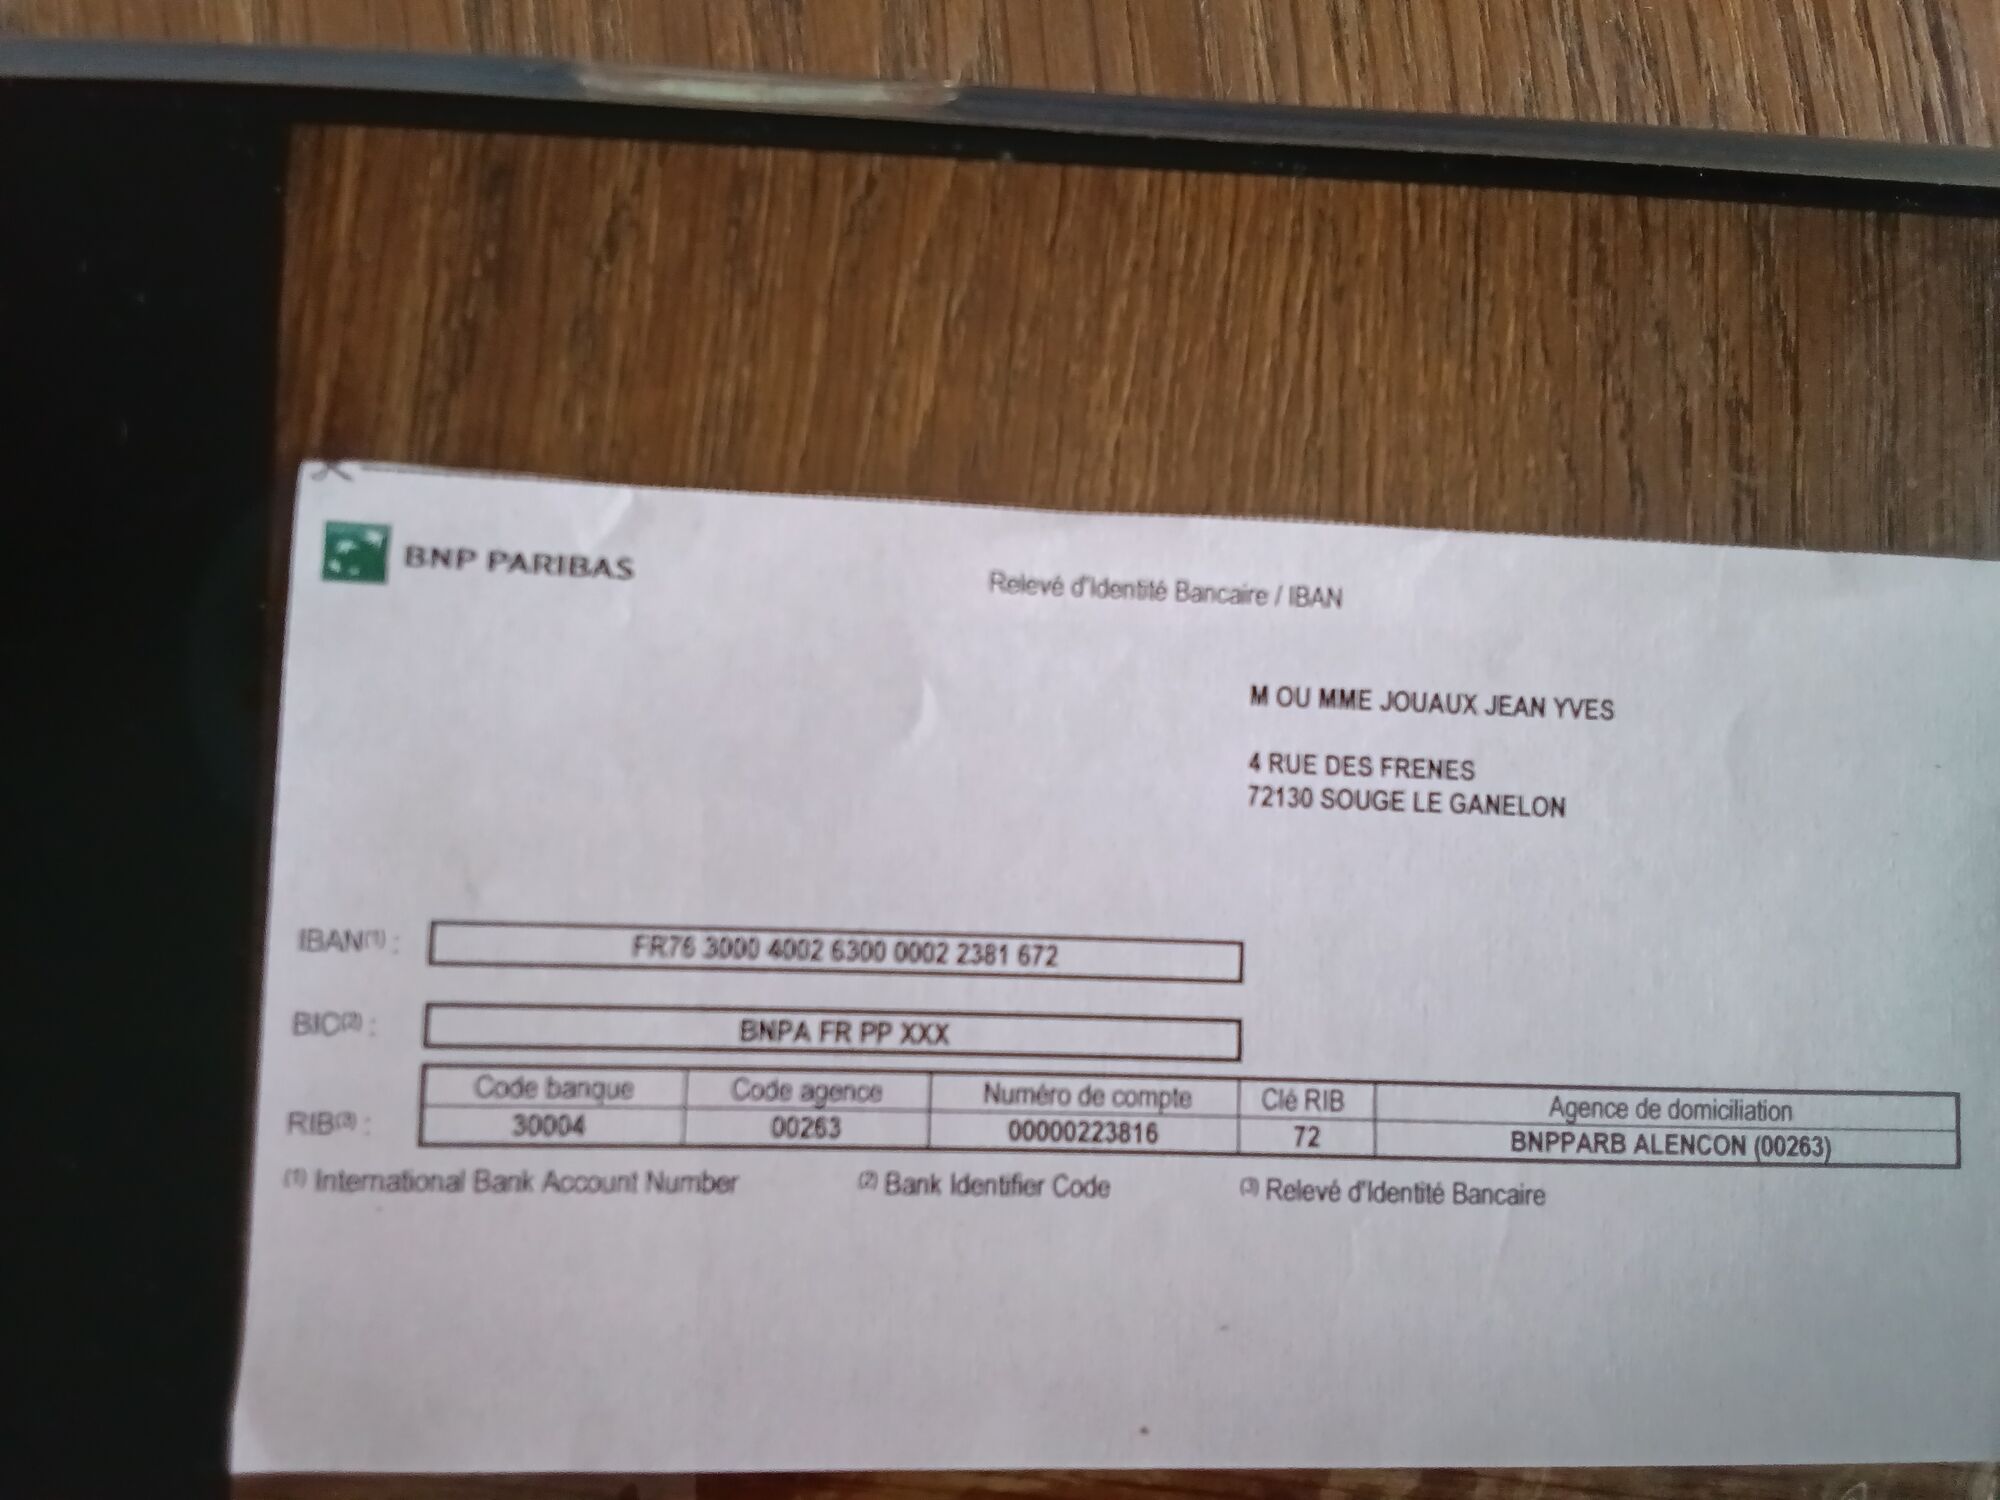 BNP PARIBAS
Relevé d'Identité Bancaire / IBAN
M OU MME JOUAUX JEAN YVES
4 RUE DES FRENES
72130 SOUGE LE GANELON
IBAN(1) : FR76 3000 4002 6300 0002 2381 672
BIC(2) : BNPA FR PP XXX
Code banque Code agence Numéro de compte Clé RIB Agence de domiciliation
RIB(3) : 30004 00263 00000223816 72 BNPPARB ALENCON (00263)
(1) International Bank Account Number (2) Bank Identifier Code (3) Relevé d'Identité Bancaire